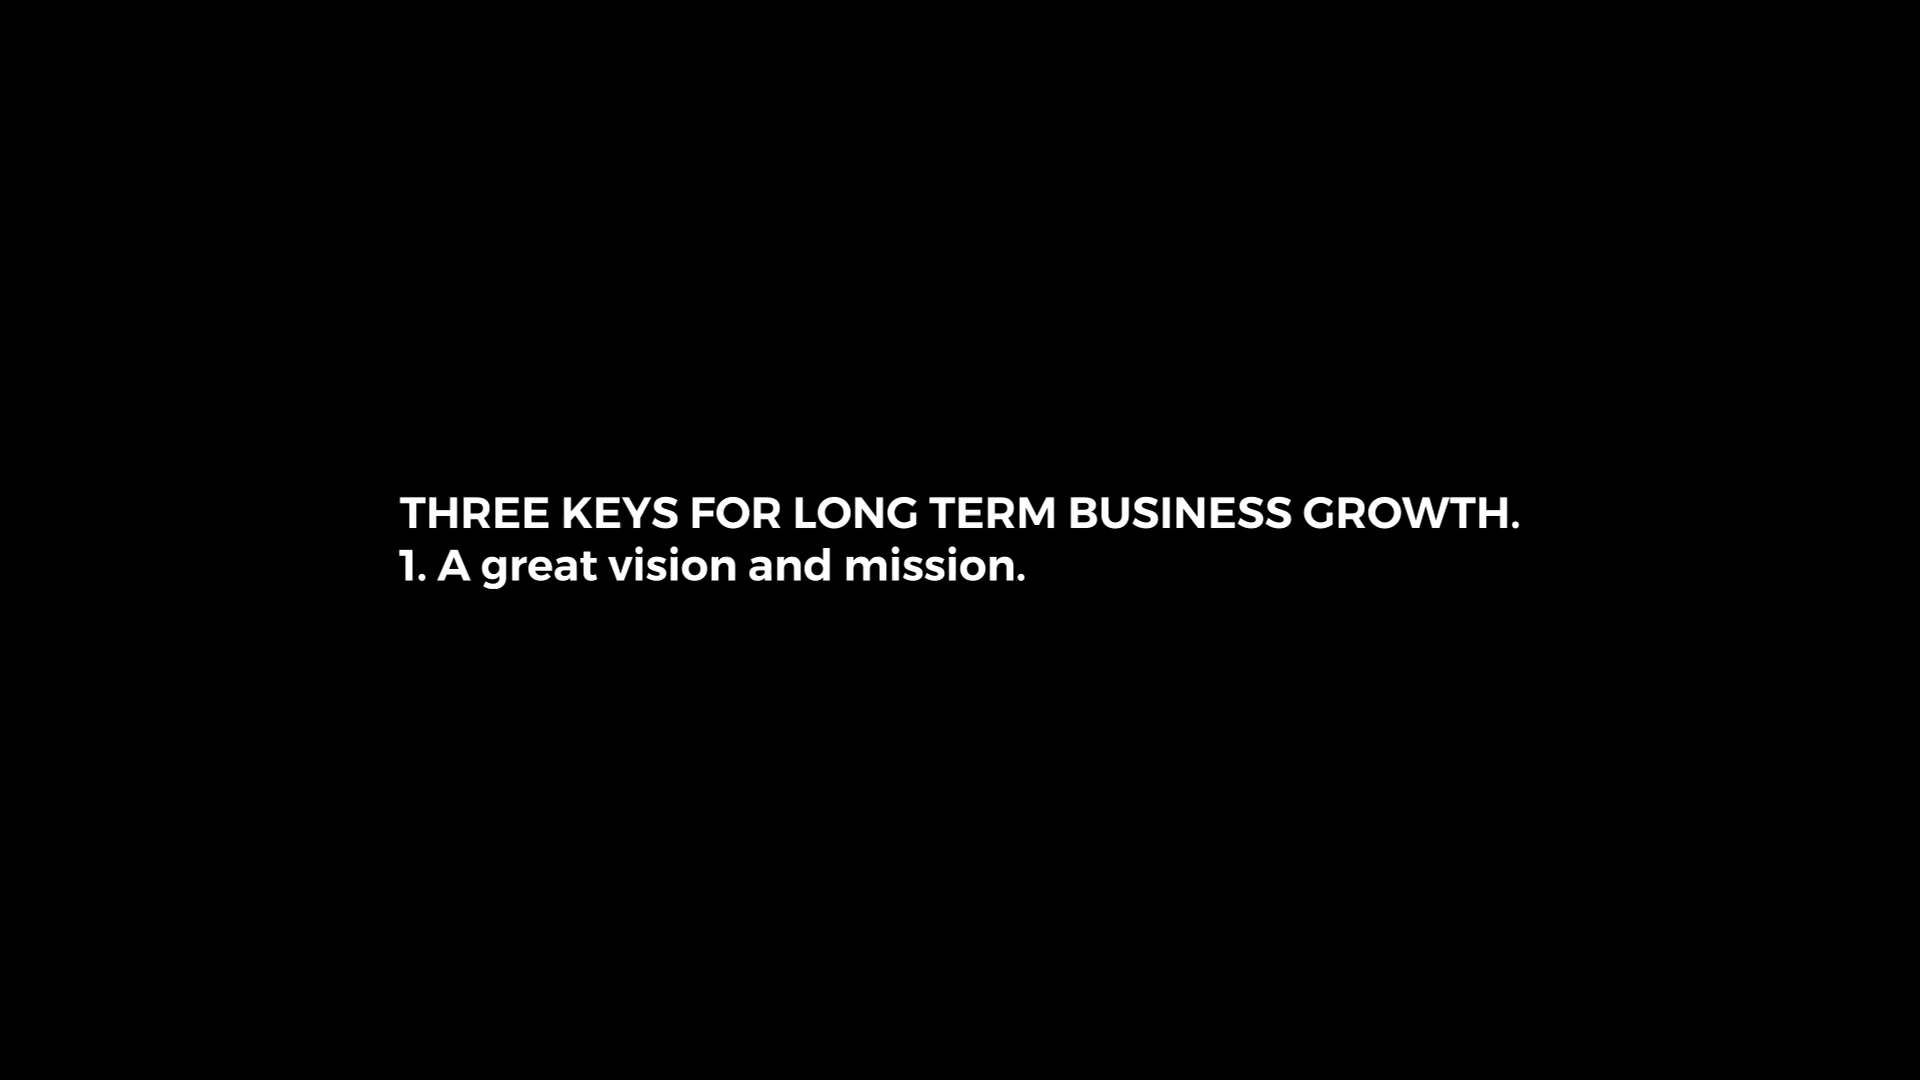 THREE KEYS FOR LONG TERM BUSINESS GROWTH.
1. A great vision and mission.